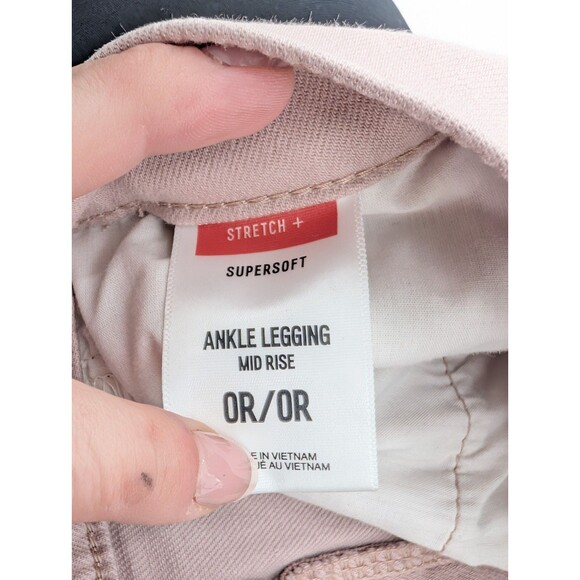 STRETCH +
SUPERSOFT
ANKLE LEGGING
MID RISE
0R/0R
IN VIETNAM
AU VIETNAM